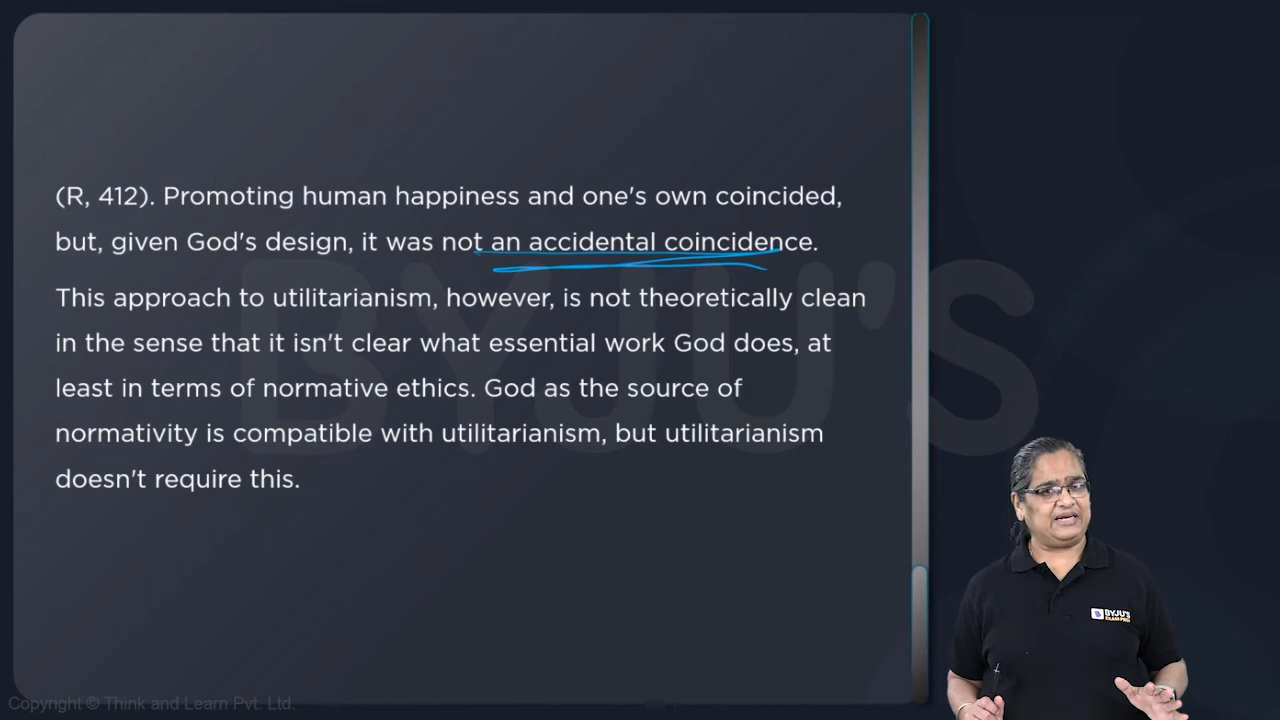 (R, 412). Promoting human happiness and one's own coincided,
but, given God's design, it was not an accidental coincidence.
This approach to utilitarianism, however, is not theoretically clean
in the sense that it isn't clear what essential work God does, at
least in terms of normative ethics. God as the source of
normativity is compatible with utilitarianism, but utilitarianism
doesn't require this.
BYJU'S
BYJU'S
EXAM PREP
Copyright © Think and Learn Pvt. Ltd.